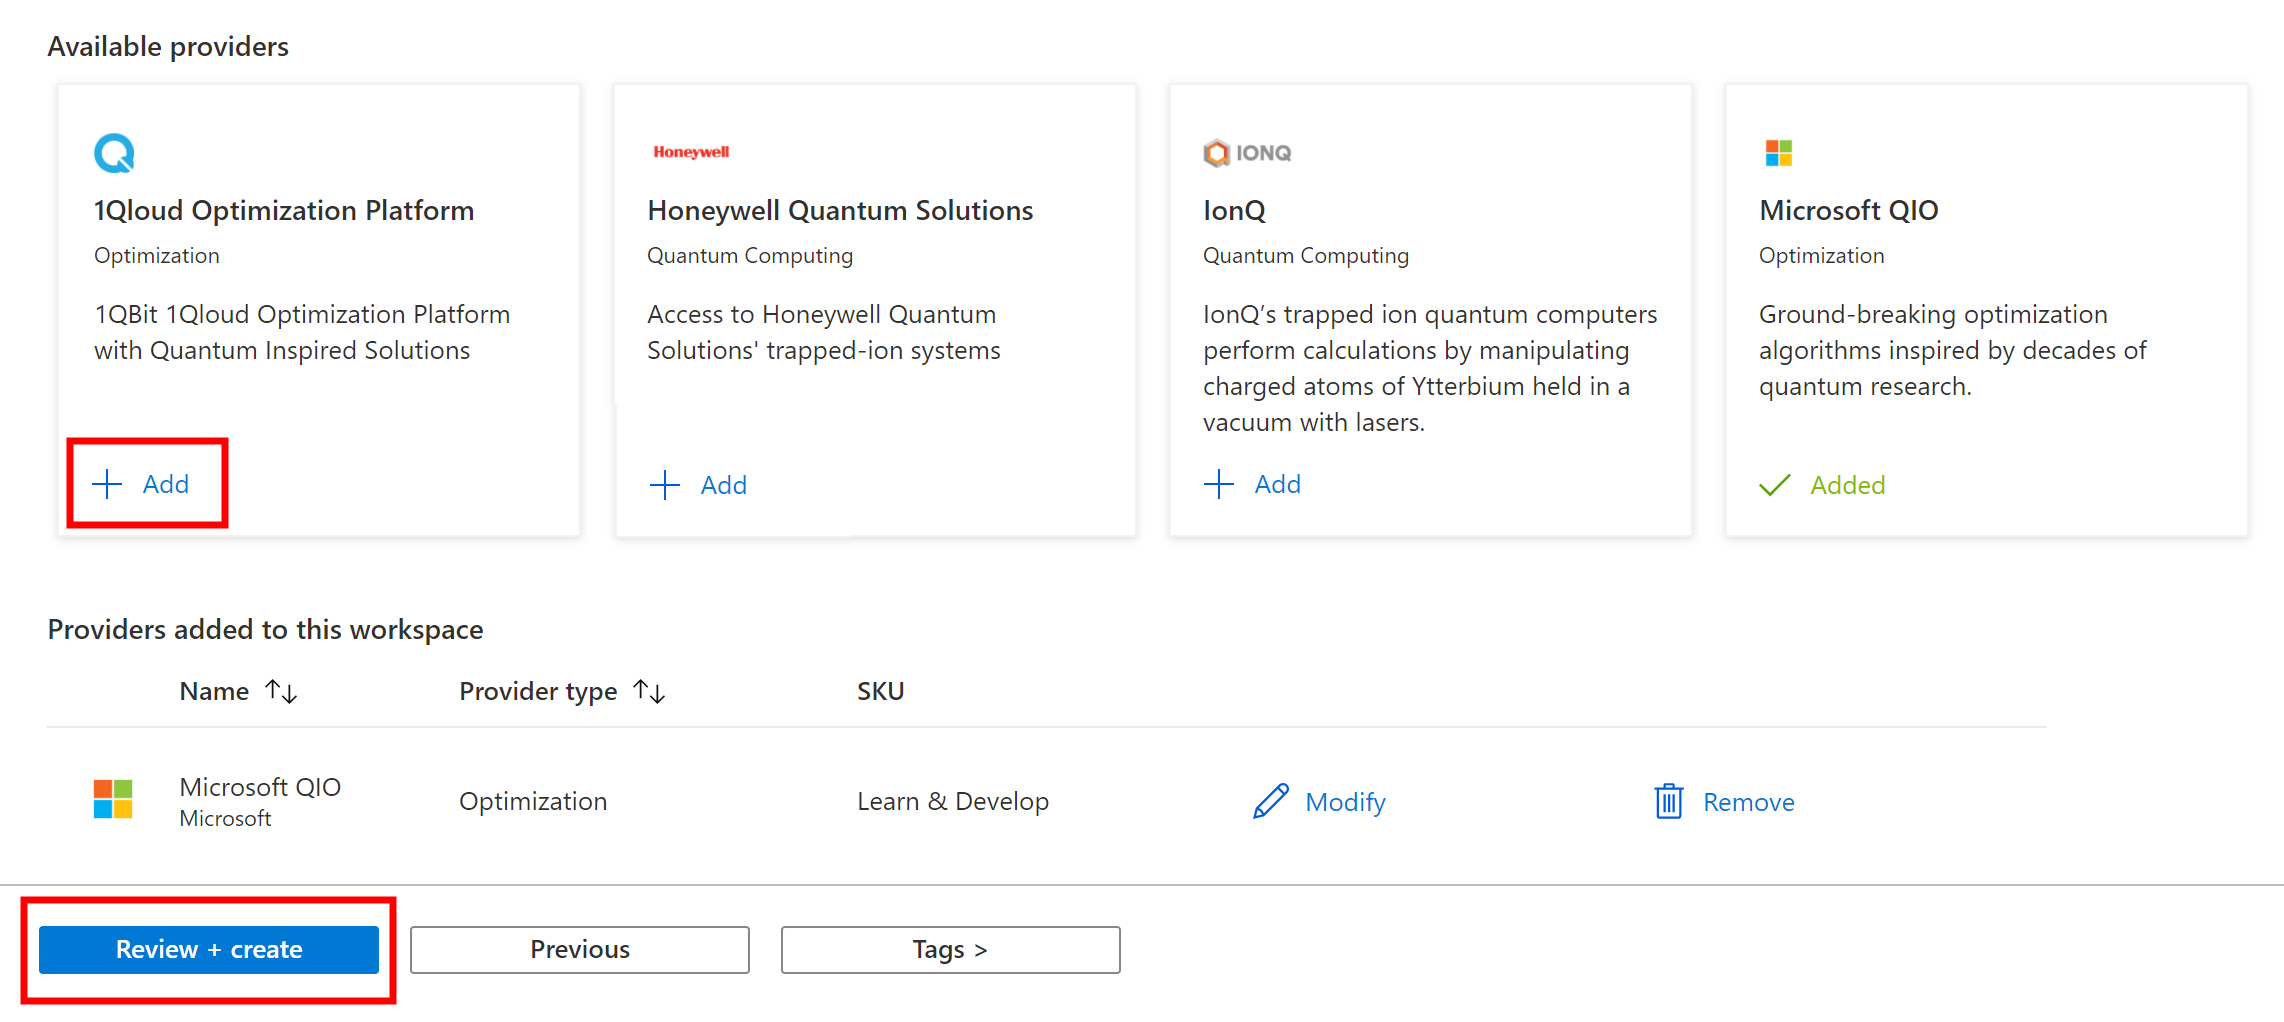 Available providers
Honeywell
IONQ
1Qloud Optimization Platform
Honeywell Quantum Solutions
IonQ
Microsoft QIO
Optimization
Quantum Computing
Quantum Computing
Optimization
1QBit 1Qloud Optimization Platform
with Quantum Inspired Solutions
Access to Honeywell Quantum
Solutions' trapped-ion systems
IonQ’s trapped ion quantum computers
perform calculations by manipulating
charged atoms of Ytterbium held in a
vacuum with lasers.
Ground-breaking optimization
algorithms inspired by decades of
quantum research.
Add
Add
Add
Added
Providers added to this workspace
Name
Provider type
SKU
Microsoft QIO
Microsoft
Optimization
Learn & Develop
Modify
Remove
Review + create
Previous
Tags >